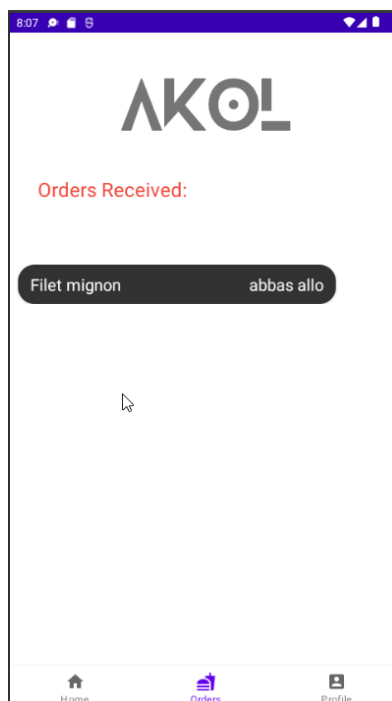 8:07
AKOL
Orders Received:
Filet mignon abbas allo
Home Orders Profile